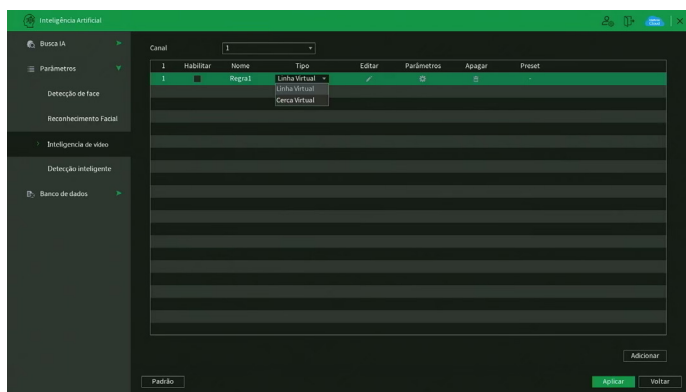 Inteligência Artificial
Busca IA
Parâmetros
Detecção de face
Reconhecimento Facial
Inteligencia de vídeo
Detecção inteligente
Banco de dados
Canal 1
1 Habilitar Nome Tipo Editar Parâmetros Apagar Preset
1 Regra1 Linha Virtual -
Linha Virtual
Cerca Virtual
Adicionar
Padrão Aplicar Voltar